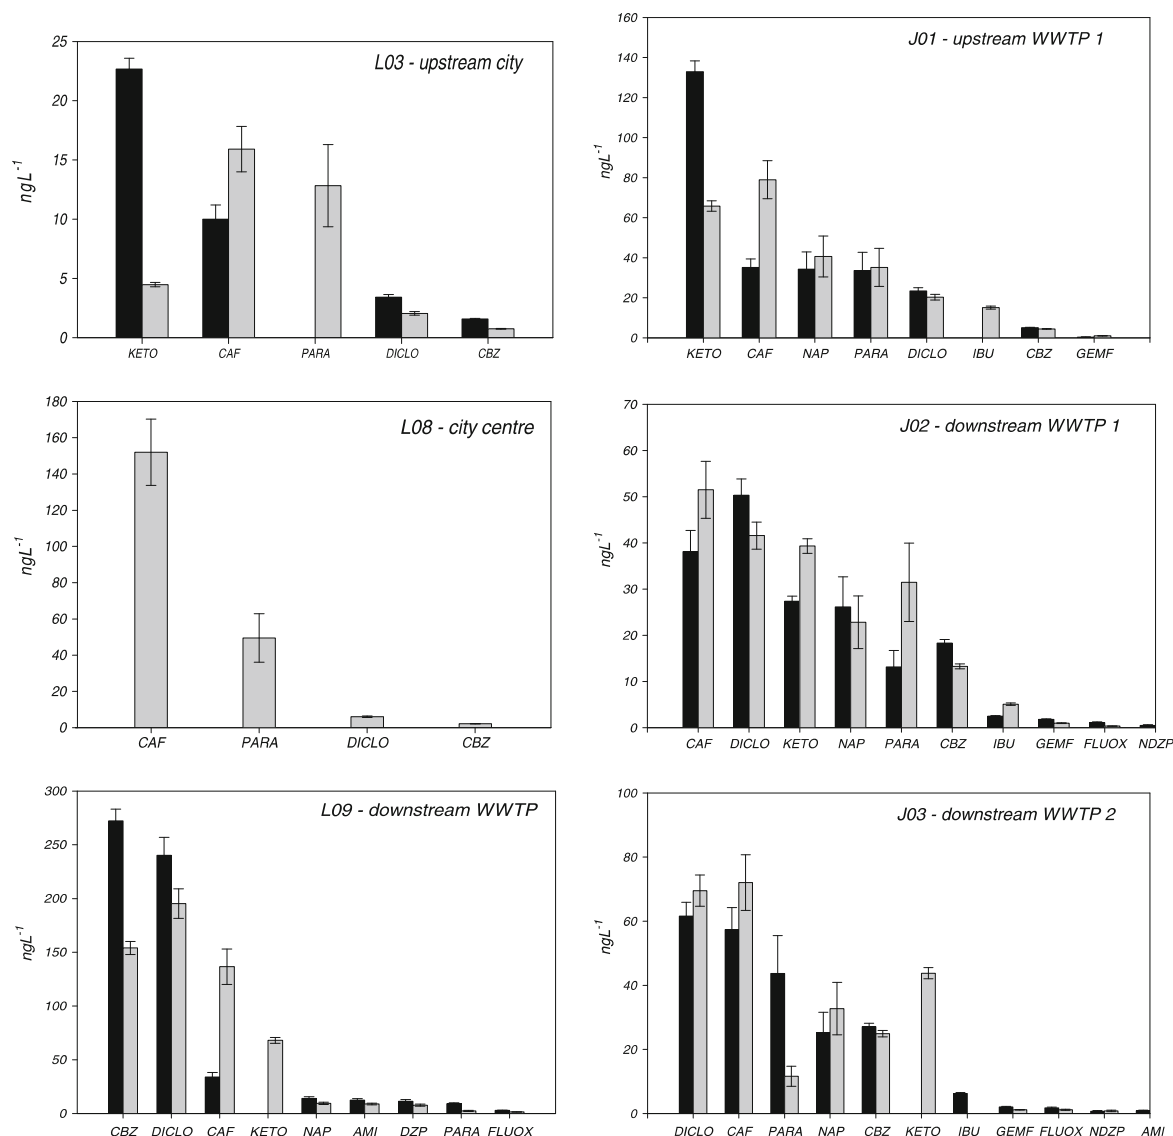 L03 - upstream city
25
20
15
10
5
0
ngL-1
KETO CAF PARA DICLO CBZ
J01 - upstream WWTP 1
160
140
120
100
80
60
40
20
0
ngL-1
KETO CAF NAP PARA DICLO IBU CBZ GEMF
L08 - city centre
180
160
140
120
100
80
60
40
20
0
ngL-1
CAF PARA DICLO CBZ
J02 - downstream WWTP 1
70
60
50
40
30
20
10
0
ngL-1
CAF DICLO KETO NAP PARA CBZ IBU GEMF FLUOX NDZP
L09 - downstream WWTP
300
250
200
150
100
50
0
ngL-1
CBZ DICLO CAF KETO NAP AMI DZP PARA FLUOX
J03 - downstream WWTP 2
100
80
60
40
20
0
ngL-1
DICLO CAF PARA NAP CBZ KETO IBU GEMF FLUOX NDZP AMI